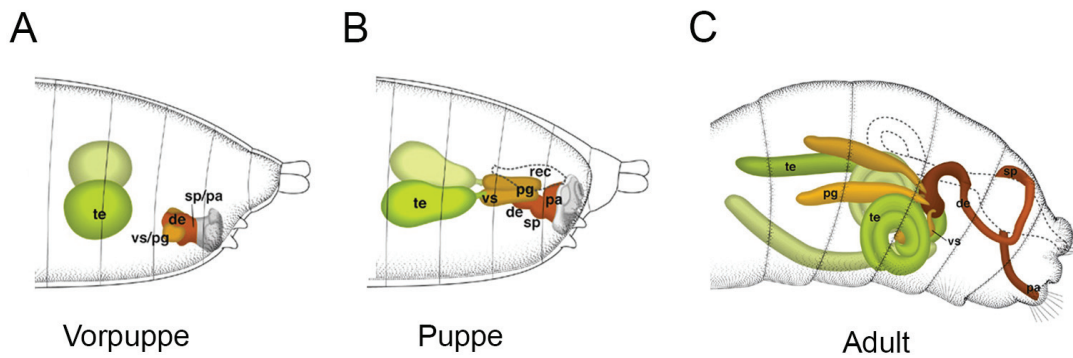 A
B
C
te
de
sp/pa
vs/pg
te
vs
pg
rec
de
sp
pa
te
pg
te
vs
de
sp
pa
Vorpuppe
Puppe
Adult